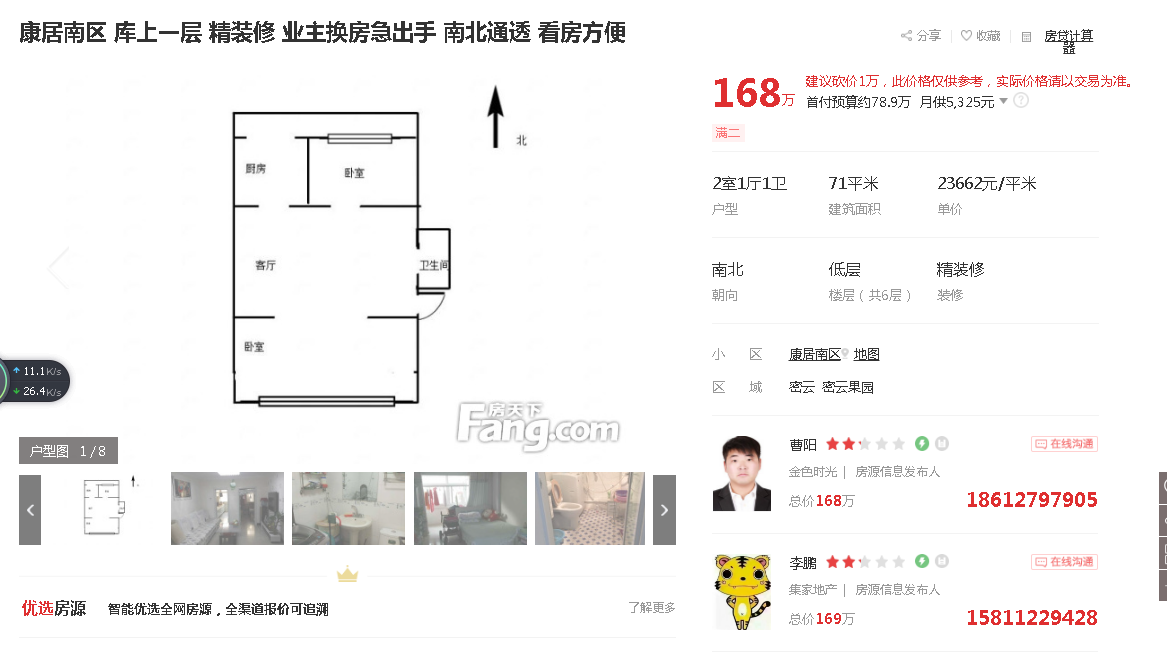 康居南区 库上一层 精装修 业主换房急出手 南北通透 看房方便
分享
收藏
房贷计算器
168万
建议砍价1万，此价格仅供参考，实际价格请以交易为准。
首付预算约78.9万 月供5,325元
满二
2室1厅1卫
71平米
23662元/平米
户型
建筑面积
单价
南北
低层
精装修
朝向
楼层（共6层）
装修
小 区 康居南区 地图
区 域 密云 密云果园
北
厨房
卧室
客厅
卫生间
卧室
房天下
Fang.com
11.1K/s
26.4K/s
户型图 1/8
优选房源 智能优选全网房源，全渠道报价可追溯 了解更多
曹阳
在线沟通
金色时光 | 房源信息发布人
总价168万
18612797905
李鹏
在线沟通
集家地产 | 房源信息发布人
总价169万
15811229428